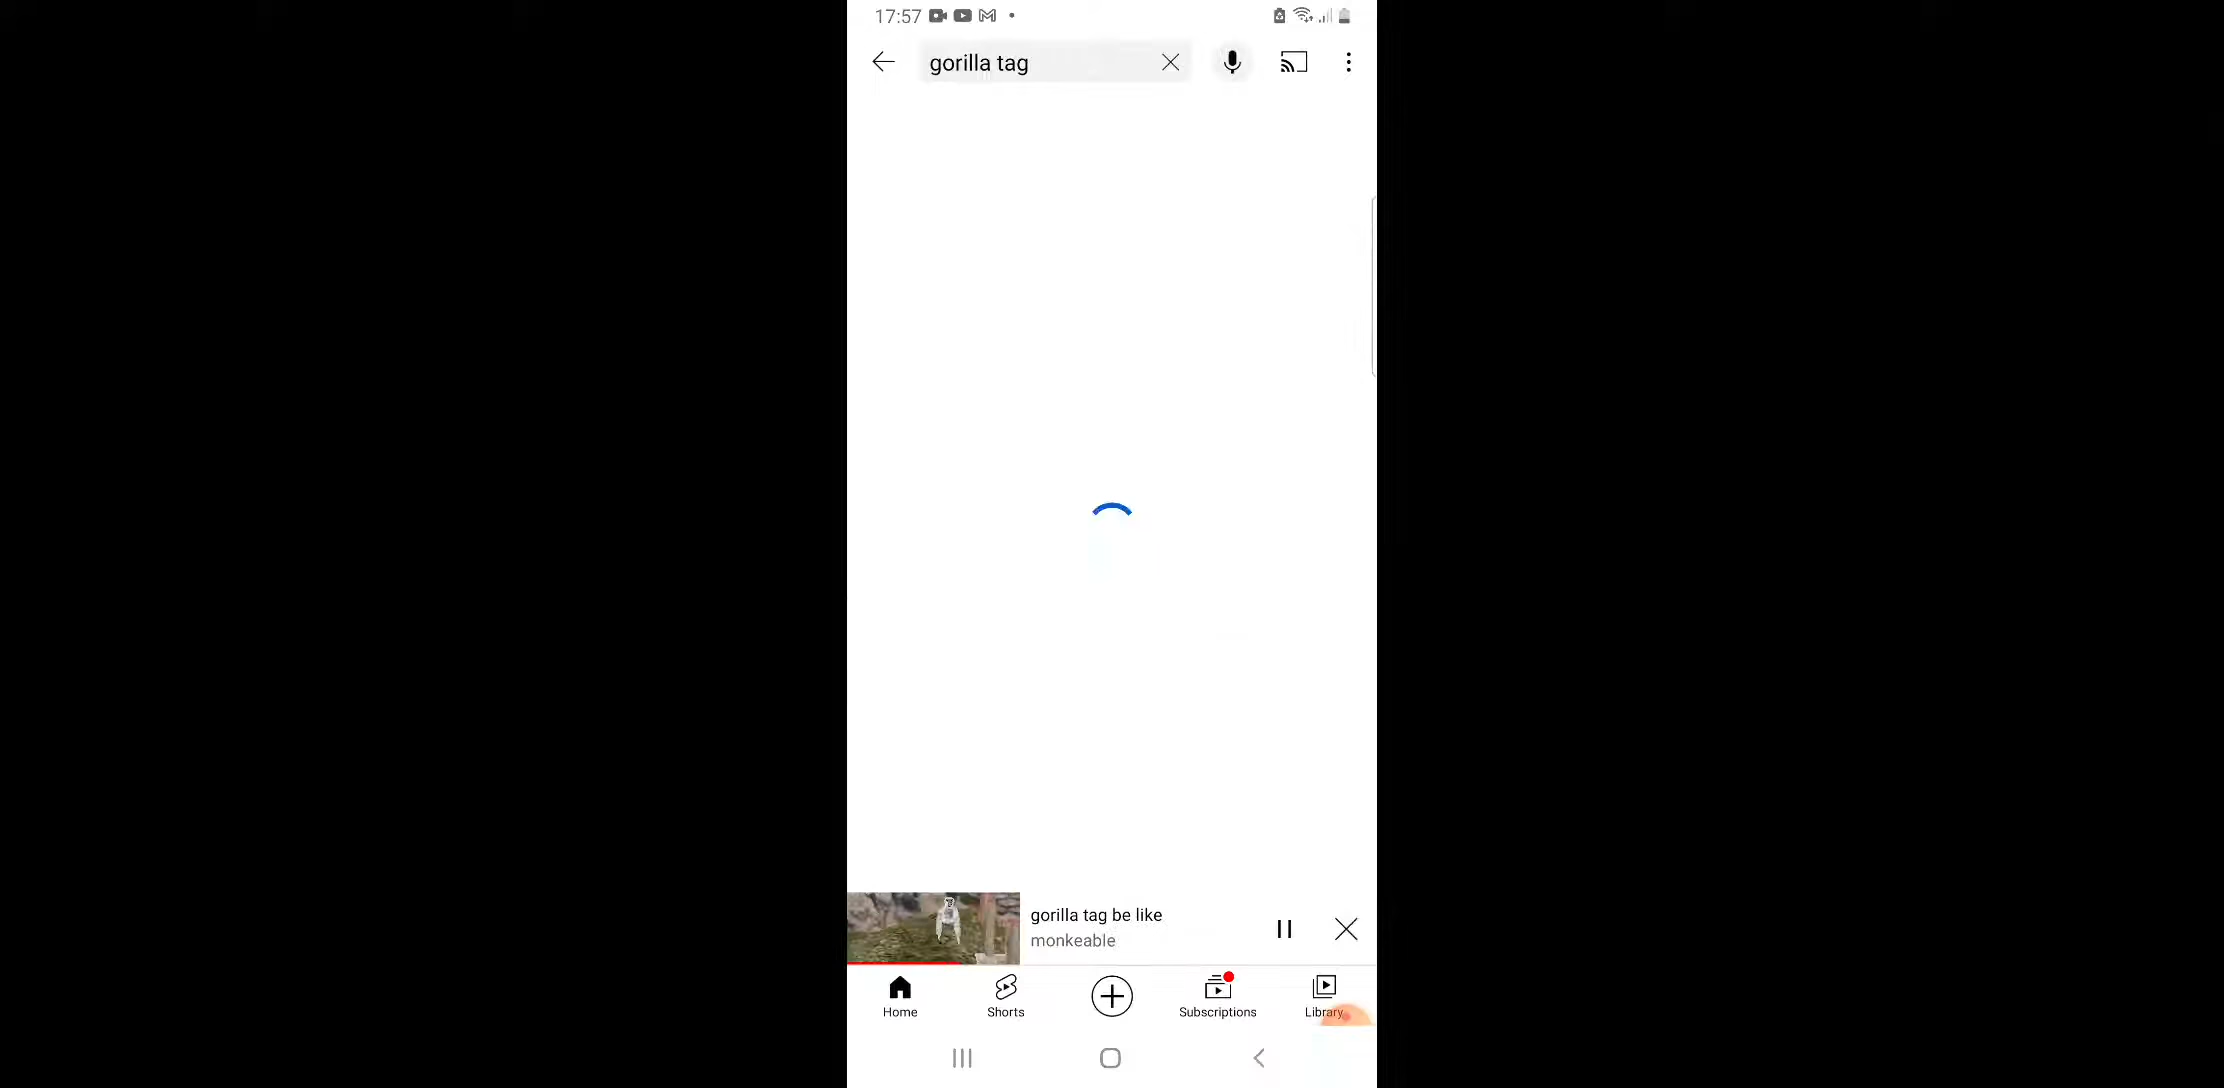 17:57
gorilla tag
gorilla tag be like
monkeable
Home
Shorts
Subscriptions
Library